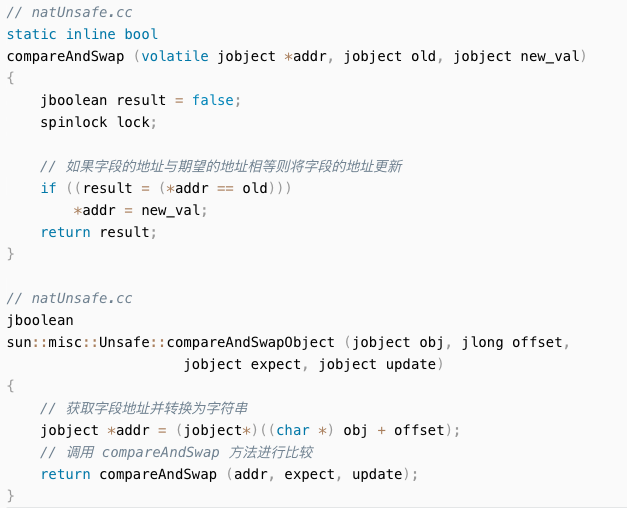 // natUnsafe.cc
static inline bool
compareAndSwap (volatile jobject *addr, jobject old, jobject new_val)
{
    jboolean result = false;
    spinlock lock;

    // 如果字段的地址与期望的地址相等则将字段的地址更新
    if ((result = (*addr == old)))
        *addr = new_val;
    return result;
}

// natUnsafe.cc
jboolean
sun::misc::Unsafe::compareAndSwapObject (jobject obj, jlong offset,
                     jobject expect, jobject update)
{
    // 获取字段地址并转换为字符串
    jobject *addr = (jobject*)((char *) obj + offset);
    // 调用 compareAndSwap 方法进行比较
    return compareAndSwap (addr, expect, update);
}